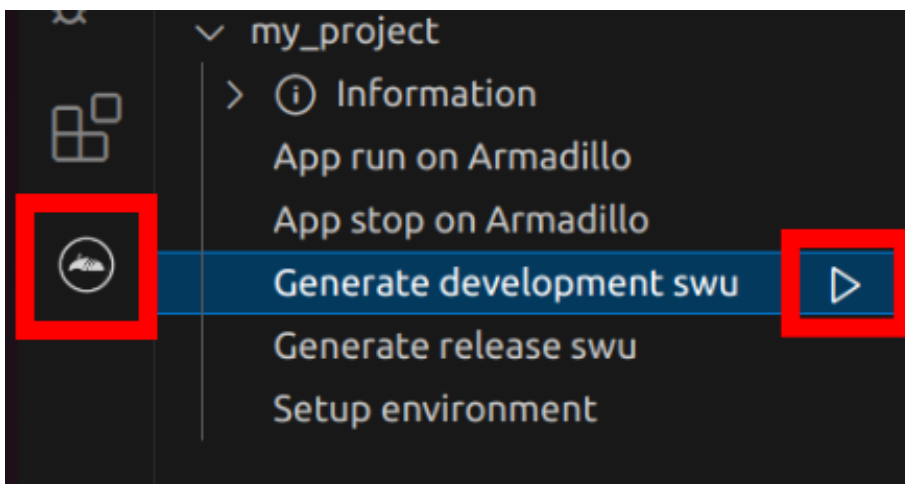 my_project
Information
App run on Armadillo
App stop on Armadillo
Generate development swu
Generate release swu
Setup environment